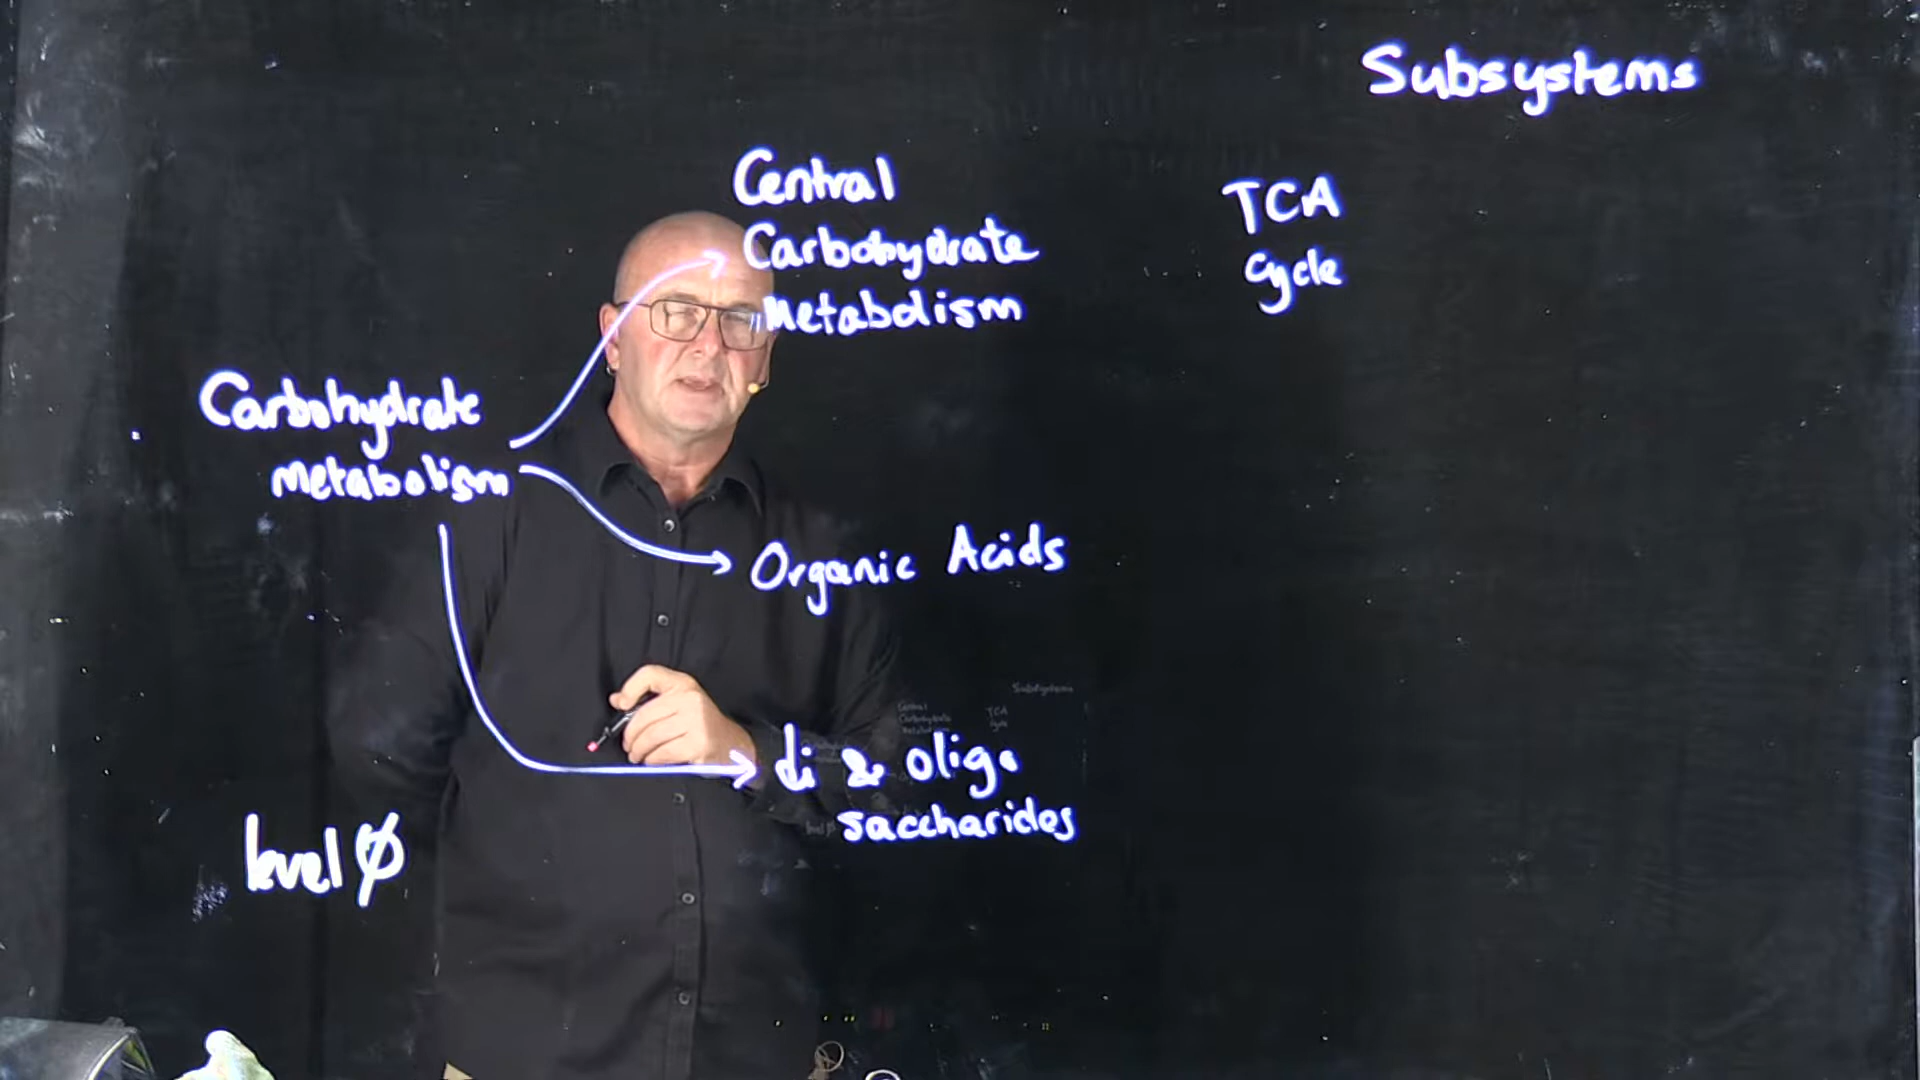 Subsystems
Central
Carbohydrate
Metabolism
TCA
Cycle
Carbohydrate
Metabolism
Organic Acids
di & oligo
saccharides
level Ø